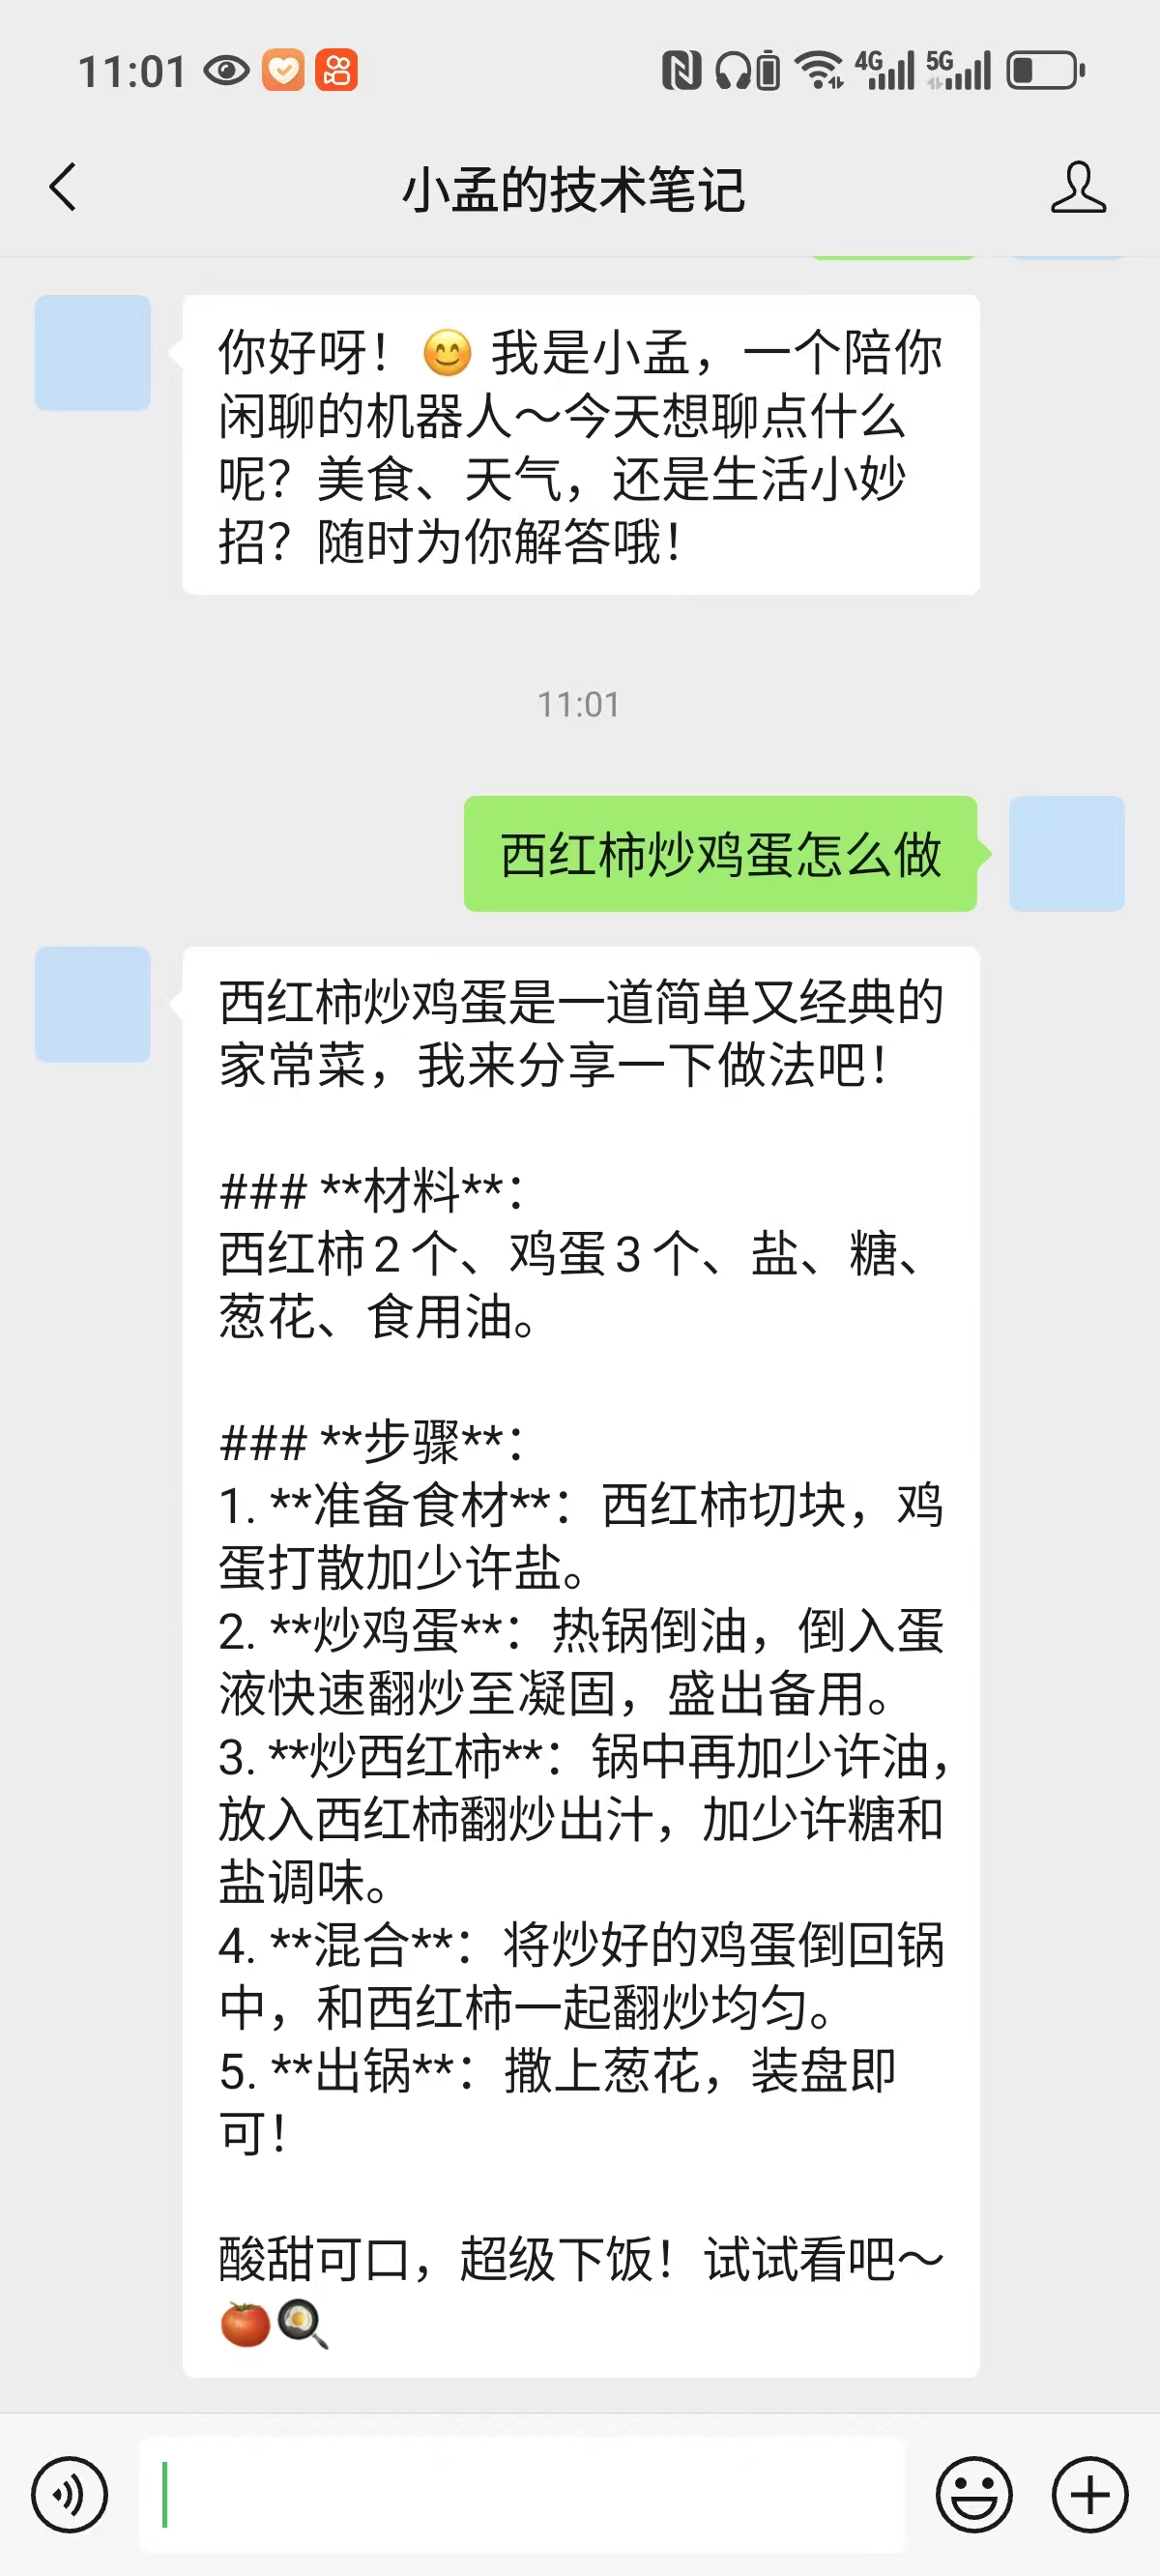 11:01
4G
5G
小孟的技术笔记
你好呀！😊 我是小孟，一个陪你
闲聊的机器人～今天想聊点什么
呢？美食、天气，还是生活小妙
招？随时为你解答哦！
11:01
西红柿炒鸡蛋怎么做
西红柿炒鸡蛋是一道简单又经典的
家常菜，我来分享一下做法吧！
### **材料**：
西红柿 2 个、鸡蛋 3 个、盐、糖、
葱花、食用油。
### **步骤**：
1. **准备食材**：西红柿切块，鸡
蛋打散加少许盐。
2. **炒鸡蛋**：热锅倒油，倒入蛋
液快速翻炒至凝固，盛出备用。
3. **炒西红柿**：锅中再加少许油，
放入西红柿翻炒出汁，加少许糖和
盐调味。
4. **混合**：将炒好的鸡蛋倒回锅
中，和西红柿一起翻炒均匀。
5. **出锅**：撒上葱花，装盘即
可！
酸甜可口，超级下饭！试试看吧～
🍅🍳